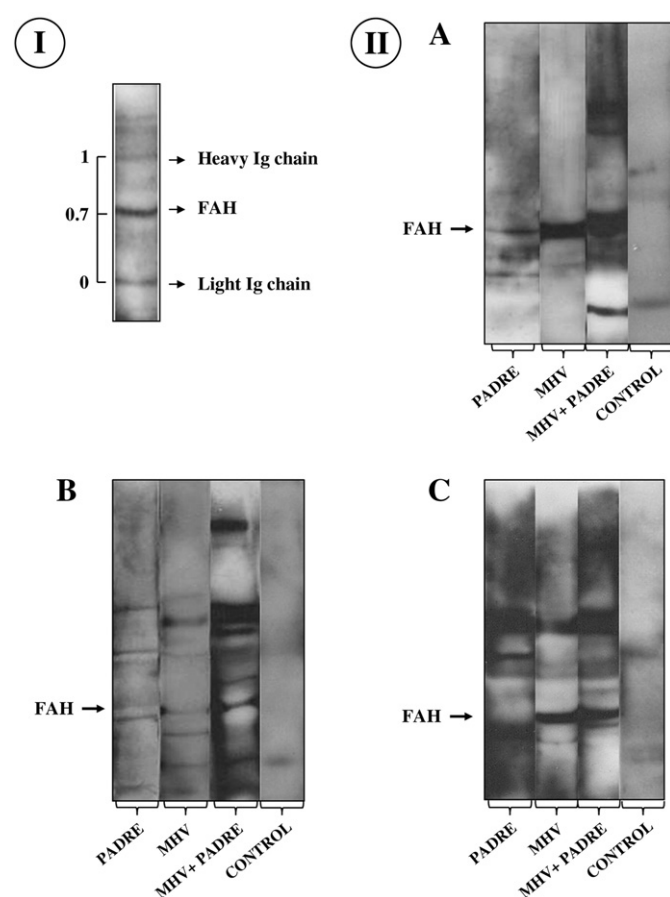 I
1
Heavy Ig chain
0.7
FAH
0
Light Ig chain
II
A
FAH
PADRE
MHV
MHV+ PADRE
CONTROL
B
FAH
PADRE
MHV
MHV+ PADRE
CONTROL
C
FAH
PADRE
MHV
MHV+ PADRE
CONTROL